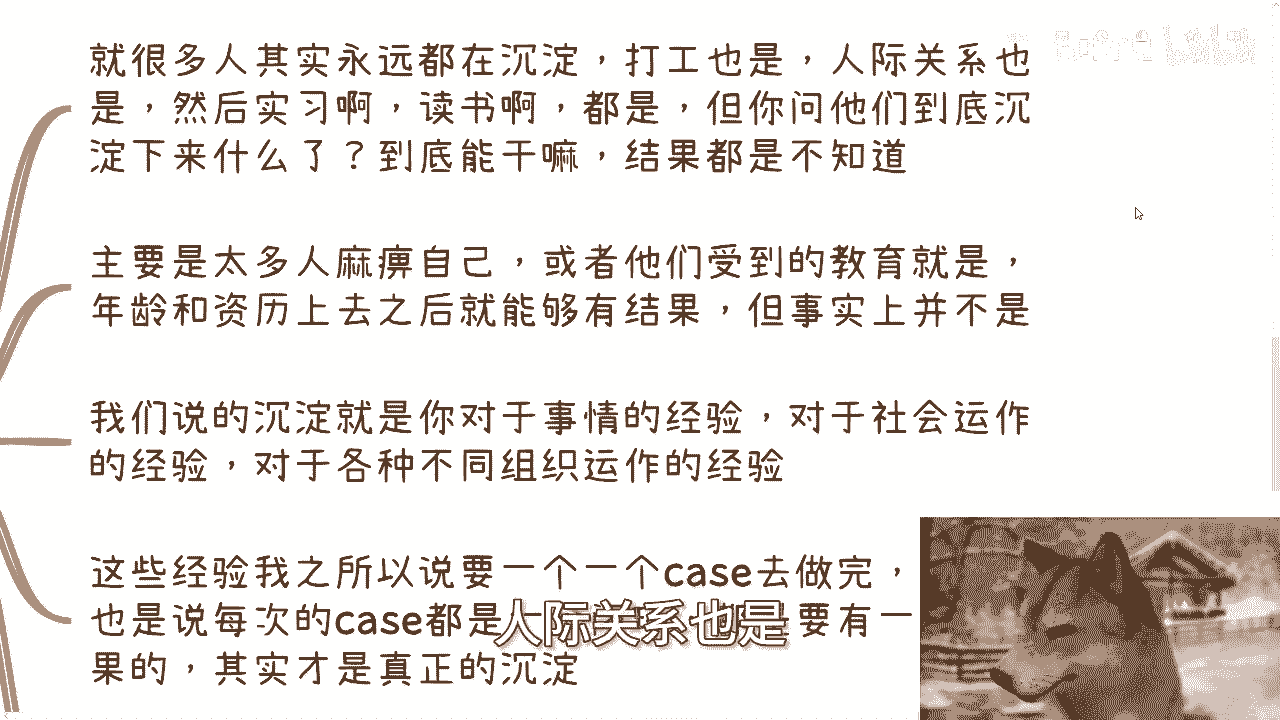 就很多人其实永远都在沉淀，打工也是，人际关系也
是，然后实习啊，读书啊，都是，但你问他们到底沉
淀下来什么了？到底能干嘛，结果都是不知道
主要是太多人麻痹自己，或者他们受到的教育就是，
年龄和资历上去之后就能够有结果，但事实上并不是
我们说的沉淀就是你对于事情的经验，对于社会运作
的经验，对于各种不同组织运作的经验
这些经验我之所以说要一个一个case去做完，
也是说每次的case都是一
要有一
人际关系也是
果的，其实才是真正的沉淀